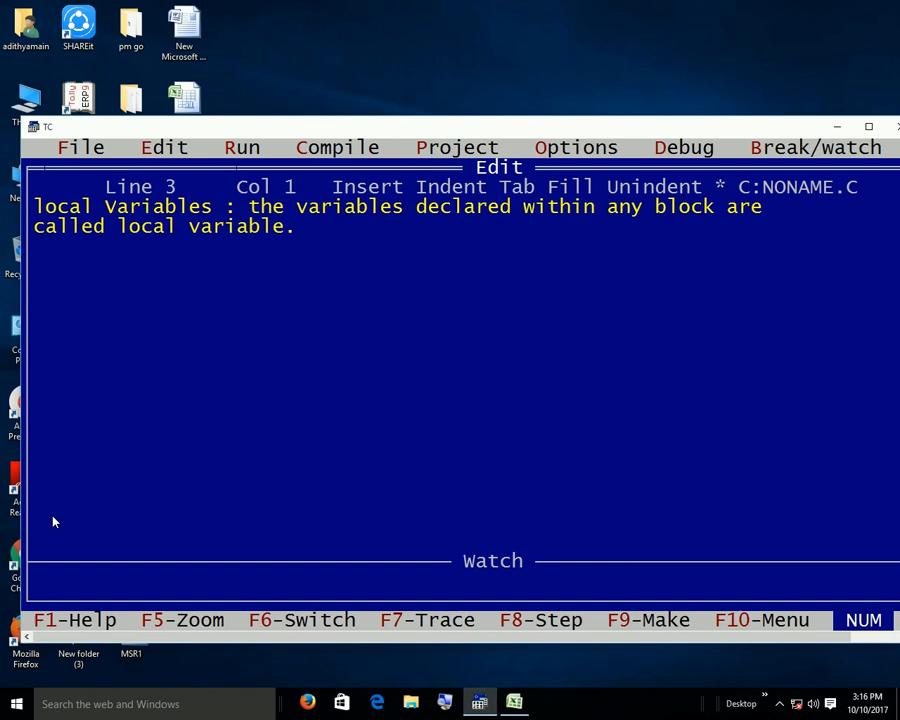 adithyamain
SHAREit
pm go
New
Microsoft ...
Tally
ERP9
TC
File Edit Run Compile Project Options Debug Break/watch
Edit
Line 3 Col 1 Insert Indent Tab Fill Unindent * C:NONAME.C
local Variables : the variables declared within any block are
called local variable.
Watch
F1-Help F5-Zoom F6-Switch F7-Trace F8-Step F9-Make F10-Menu NUM
Mozilla
Firefox
New folder
(3)
MSR1
Search the web and Windows
Desktop
3:16 PM
10/10/2017